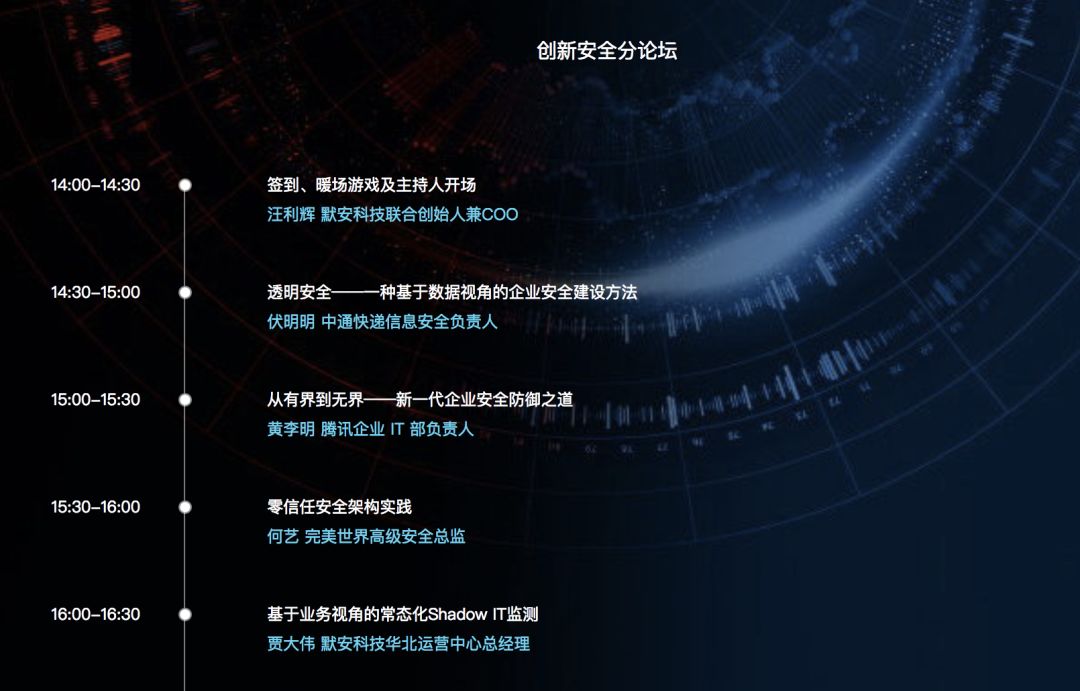 创新安全分论坛
14:00-14:30
签到、暖场游戏及主持人开场
汪利辉 默安科技联合创始人兼COO
14:30-15:00
透明安全——一种基于数据视角的企业安全建设方法
伏明明 中通快递信息安全负责人
15:00-15:30
从有界到无界——新一代企业安全防御之道
黄李明 腾讯企业 IT 部负责人
15:30-16:00
零信任安全架构实践
何艺 完美世界高级安全总监
16:00-16:30
基于业务视角的常态化Shadow IT监测
贾大伟 默安科技华北运营中心总经理